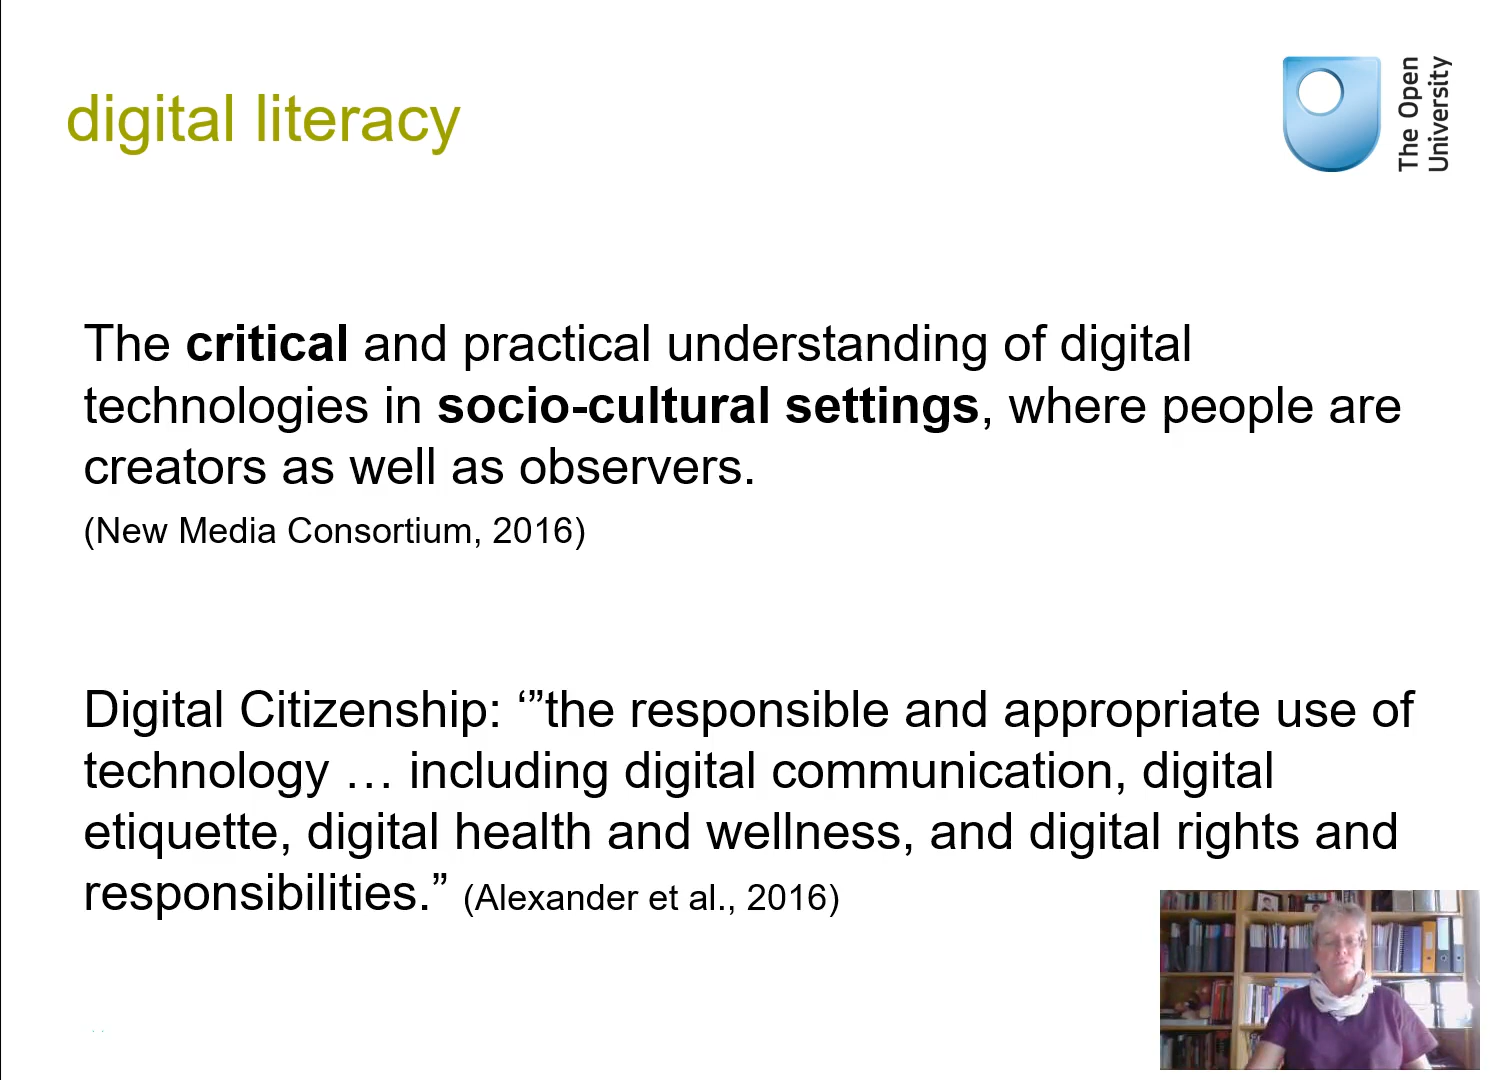 digital literacy
The Open
University
The critical and practical understanding of digital
technologies in socio-cultural settings, where people are
creators as well as observers.
(New Media Consortium, 2016)
Digital Citizenship: ‘”the responsible and appropriate use of
technology … including digital communication, digital
etiquette, digital health and wellness, and digital rights and
responsibilities.” (Alexander et al., 2016)